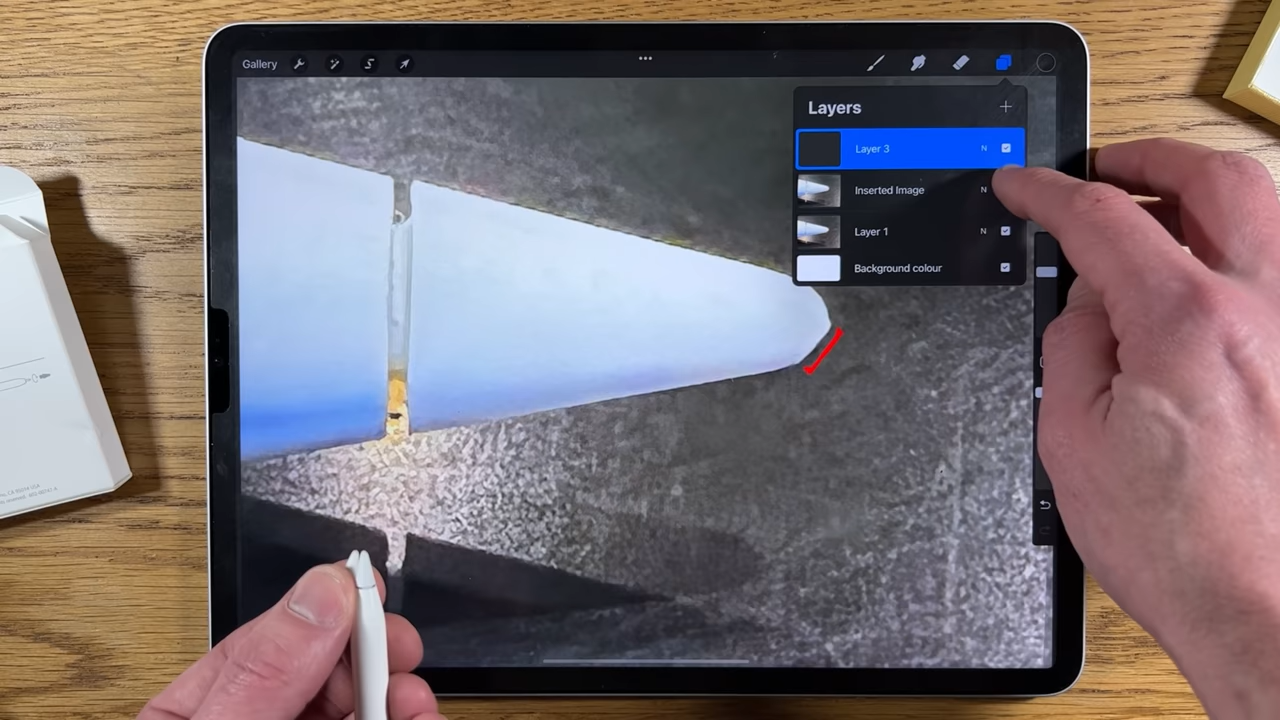 Gallery
Layers
Layer 3 N
Inserted Image N
Layer 1 N
Background colour